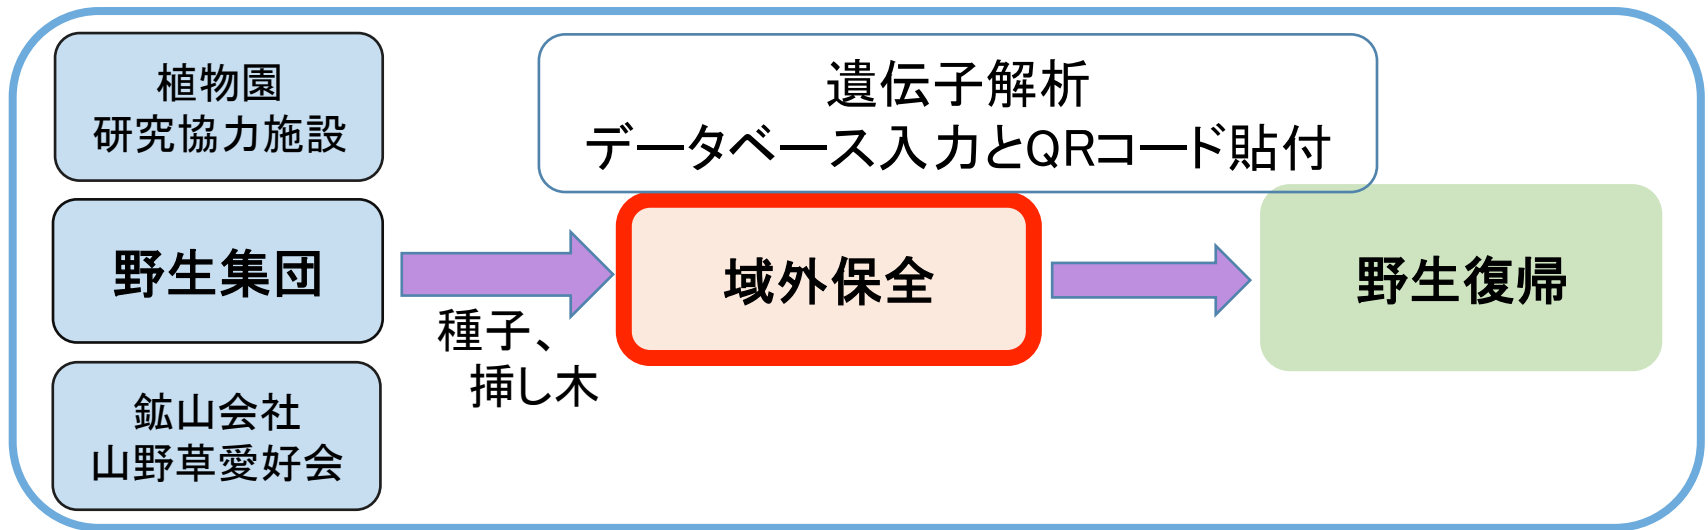 植物園
研究協力施設
野生集団
鉱山会社
山野草愛好会
種子、
挿し木
遺伝子解析
データベース入力とQRコード貼付
域外保全
野生復帰